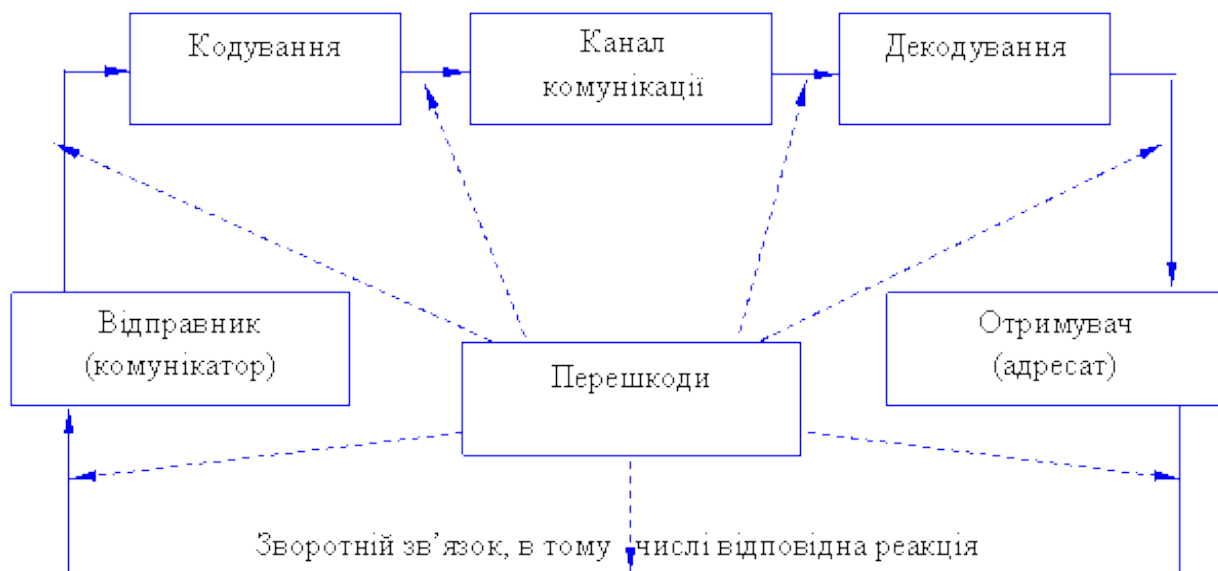 Кодування
Канал
комунікації
Декодування
Відправник
(комунікатор)
Перешкоди
Отримувач
(адресат)
Зворотній зв’язок, в тому числі відповідна реакція